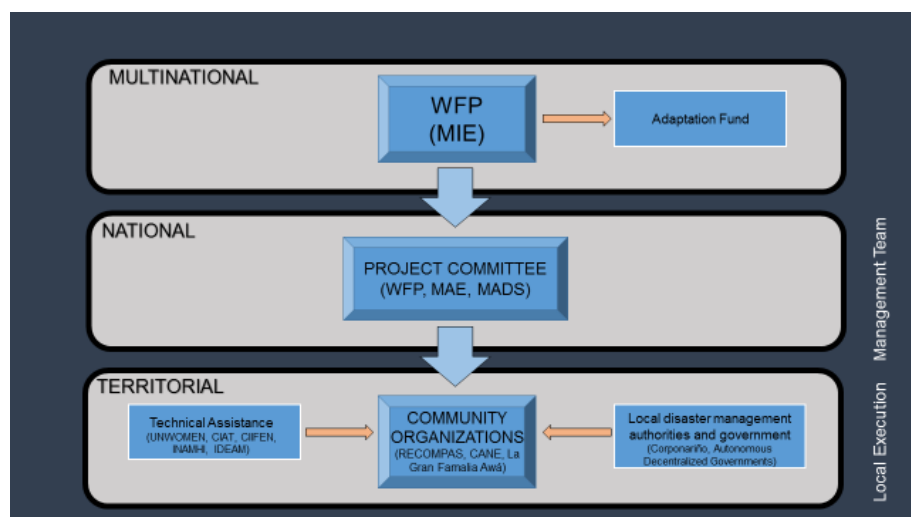 MULTINATIONAL
WFP
(MIE)
Adaptation Fund
NATIONAL
PROJECT COMMITTEE
(WFP, MAE, MADS)
Management Team
TERRITORIAL
Technical Assistance
(UNWOMEN, CIAT, CIIFEN,
INAMHI, IDEAM)
COMMUNITY
ORGANIZATIONS
(RECOMPAS, CANE, La
Gran Famalia Awá)
Local disaster management
authorities and government
(Corponariño, Autonomous
Decentralized Governments)
Local Execution